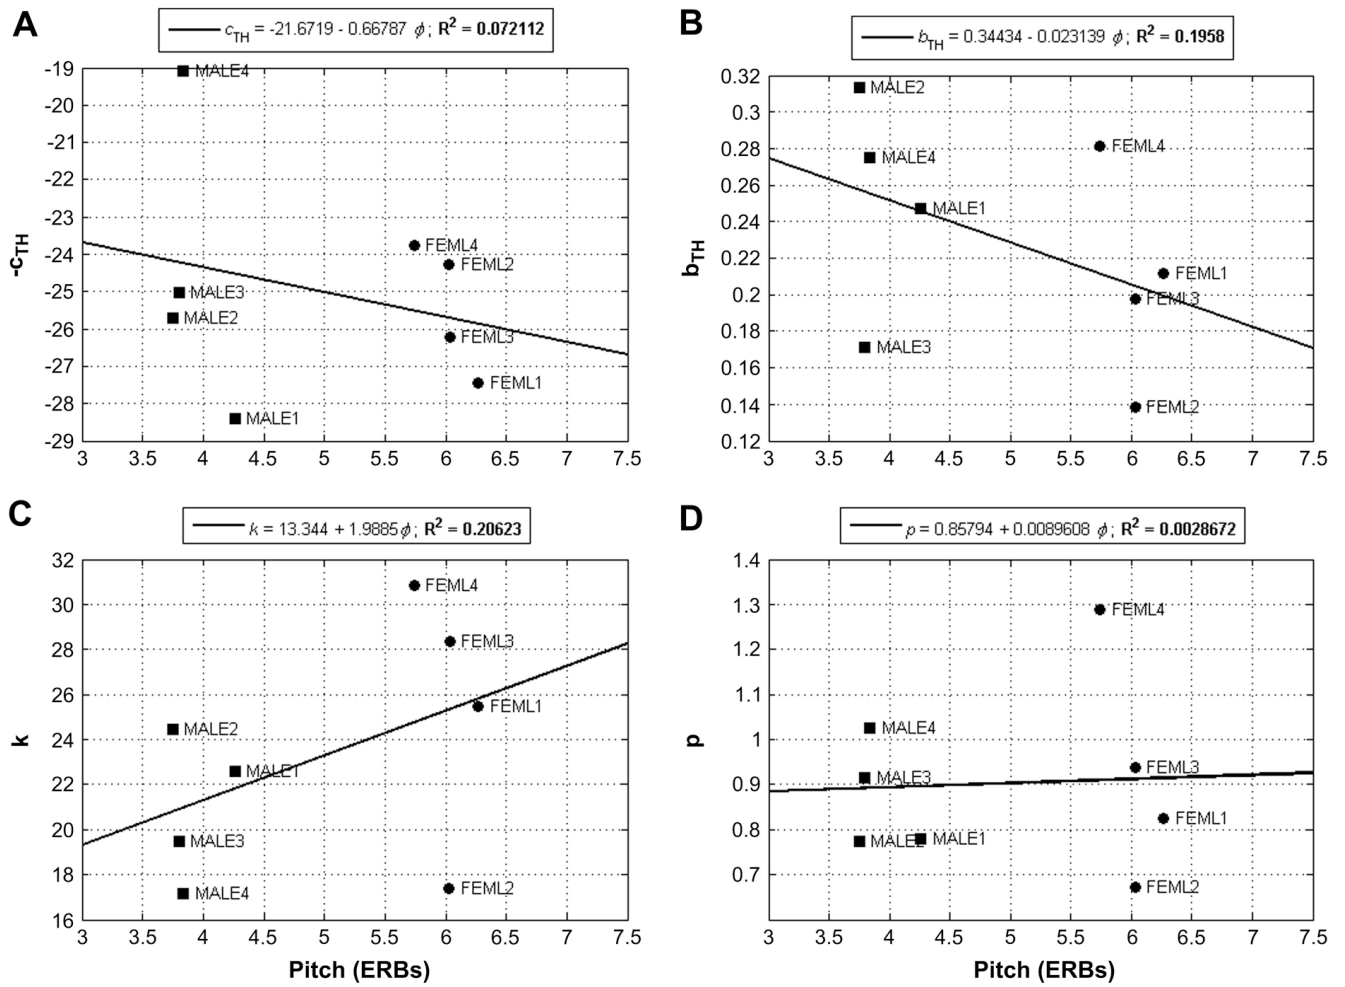 A
c_TH = -21.6719 - 0.66787 ϕ ; R² = 0.072112
-19
-20
-21
-22
-23
-24
-25
-26
-27
-28
-29
-c_TH
MALE4
FEML4
FEML2
MALE3
MALE2
FEML3
FEML1
MALE1
3 3.5 4 4.5 5 5.5 6 6.5 7 7.5
B
b_TH = 0.34434 - 0.023139 ϕ ; R² = 0.1958
0.32
0.3
0.28
0.26
0.24
0.22
0.2
0.18
0.16
0.14
0.12
b_TH
MALE2
FEML4
MALE4
MALE1
FEML1
FEML3
MALE3
FEML2
3 3.5 4 4.5 5 5.5 6 6.5 7 7.5
C
k = 13.344 + 1.9885 ϕ ; R² = 0.20623
32
30
28
26
24
22
20
18
16
k
FEML4
FEML3
FEML1
MALE2
MALE1
MALE3
MALE4
FEML2
3 3.5 4 4.5 5 5.5 6 6.5 7 7.5
Pitch (ERBs)
D
p = 0.85794 + 0.0089608 ϕ ; R² = 0.0028672
1.4
1.3
1.2
1.1
1
0.9
0.8
0.7
p
FEML4
MALE4
FEML3
MALE3
FEML1
MALE2
MALE1
FEML2
3 3.5 4 4.5 5 5.5 6 6.5 7 7.5
Pitch (ERBs)